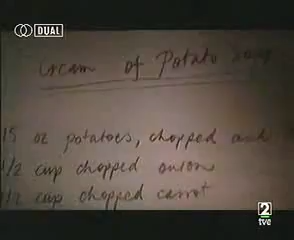 DUAL
Cream of Potato Soup
15 oz potatoes, chopped and
1/2 cup chopped onion
1/2 cup chopped carrot
2
tve